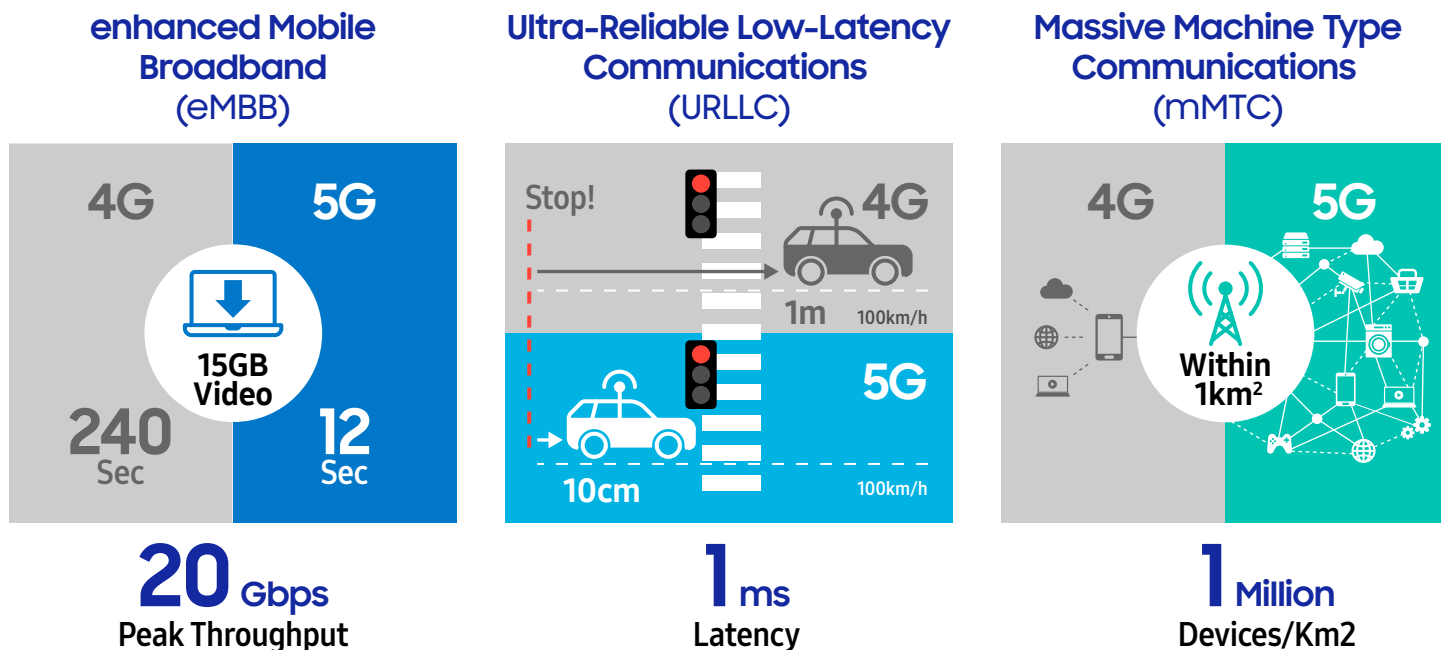 enhanced Mobile
Broadband
(eMBB)
4G
5G
15GB
Video
240
Sec
12
Sec
20 Gbps
Peak Throughput
Ultra-Reliable Low-Latency
Communications
(URLLC)
Stop!
4G
1m
100km/h
5G
10cm
100km/h
1 ms
Latency
Massive Machine Type
Communications
(mMTC)
4G
5G
Within
1km²
1 Million
Devices/Km2